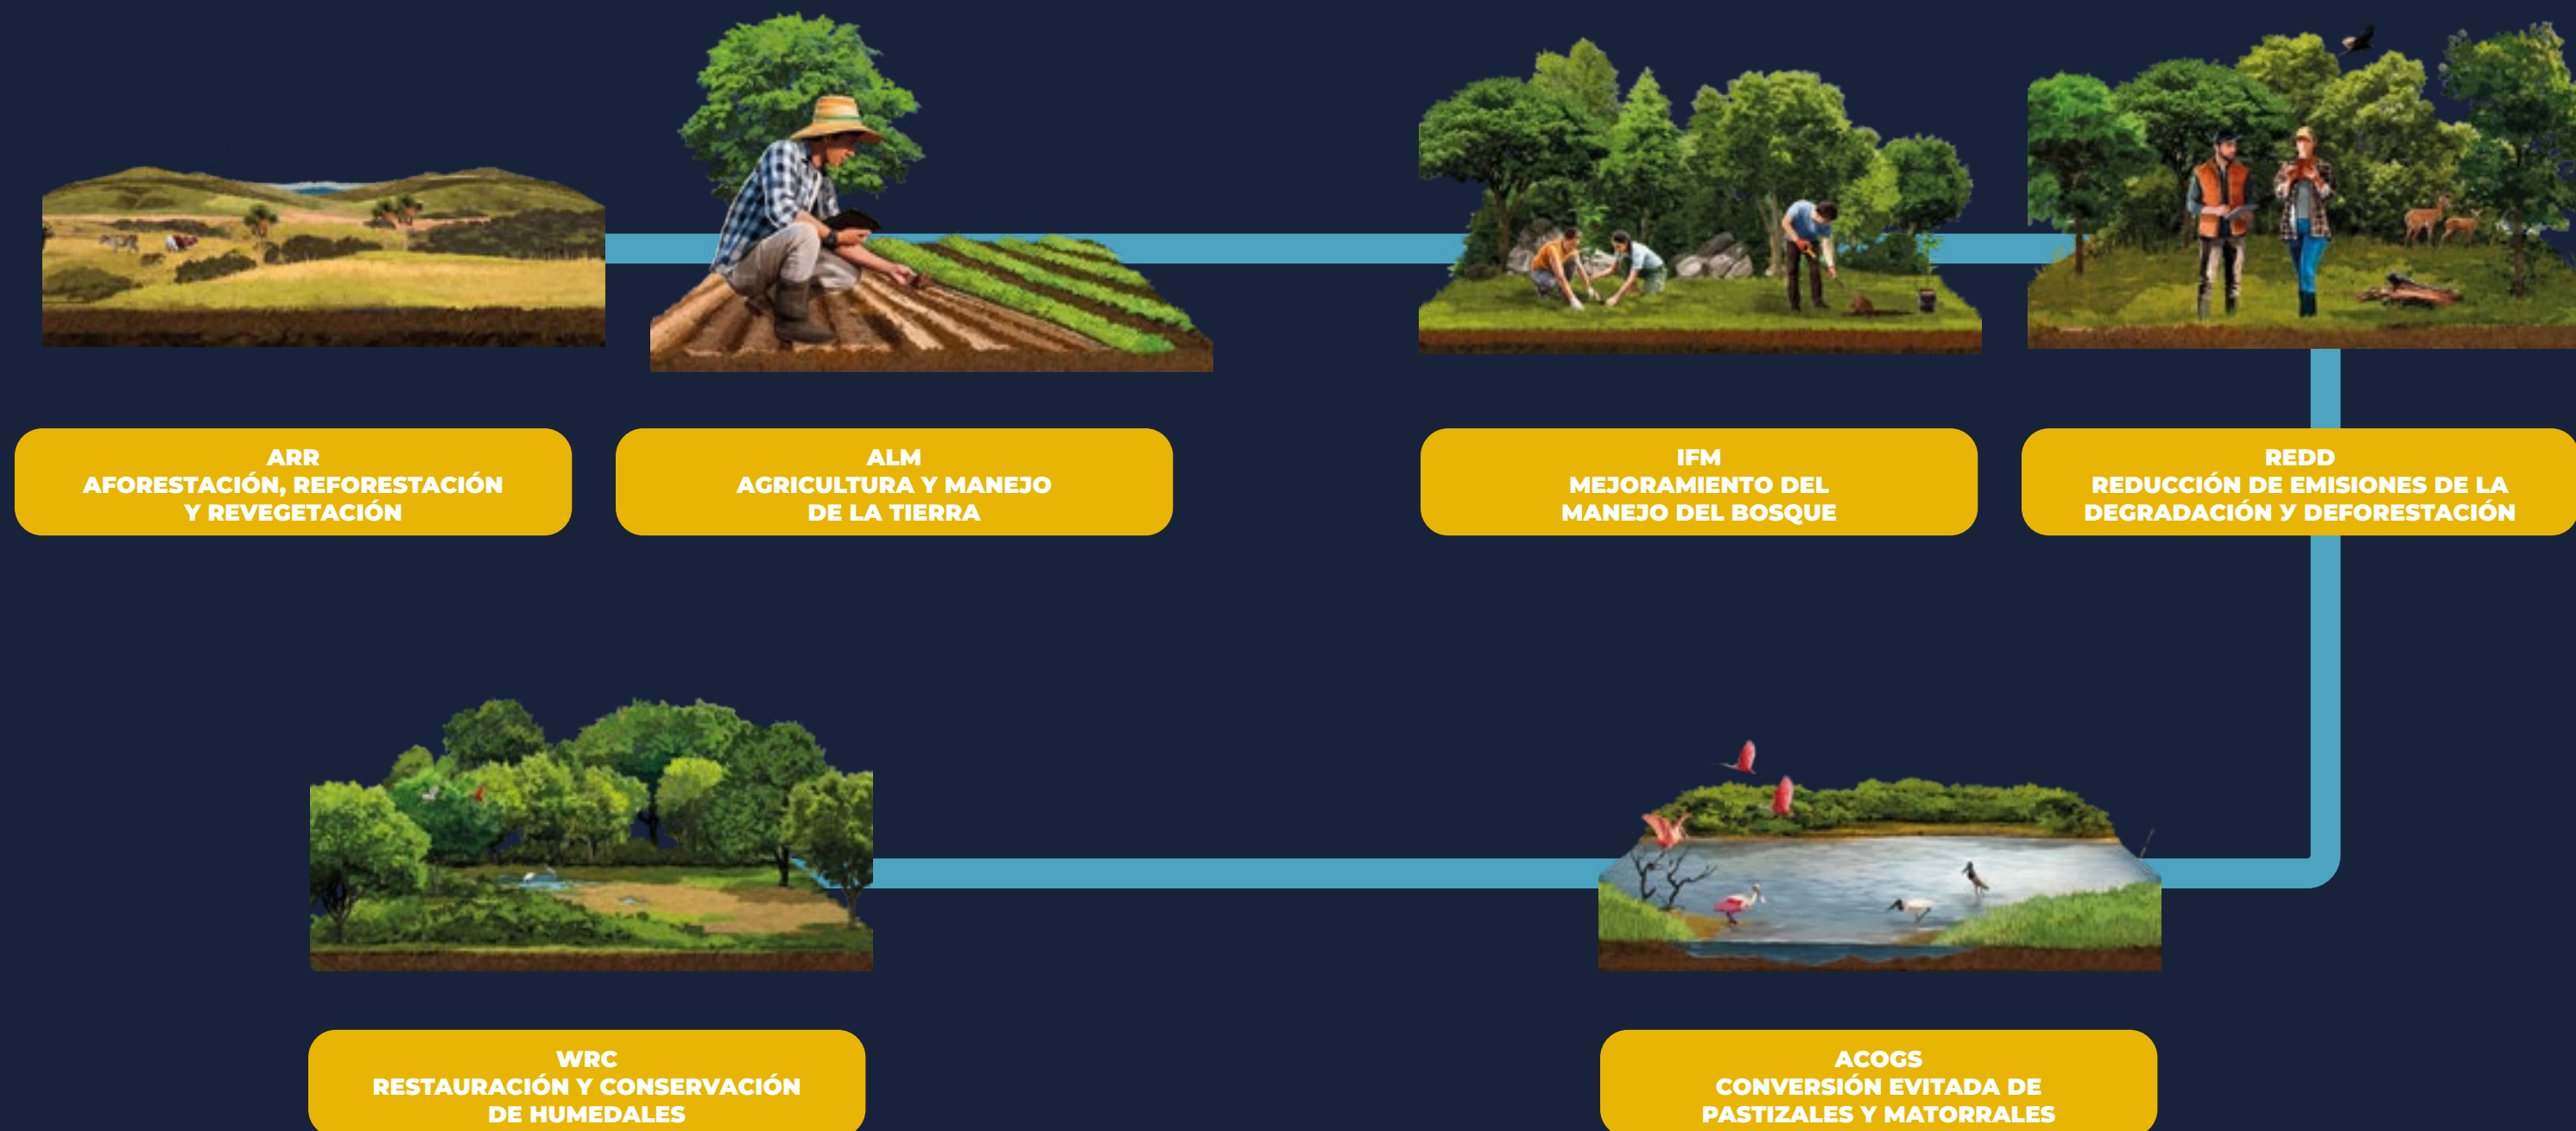 ARR
AFORESTACIÓN, REFORESTACIÓN
Y REVEGETACIÓN
ALM
AGRICULTURA Y MANEJO
DE LA TIERRA
IFM
MEJORAMIENTO DEL
MANEJO DEL BOSQUE
REDD
REDUCCIÓN DE EMISIONES DE LA
DEGRADACIÓN Y DEFORESTACIÓN
WRC
RESTAURACIÓN Y CONSERVACIÓN
DE HUMEDALES
ACOGS
CONVERSIÓN EVITADA DE
PASTIZALES Y MATORRALES